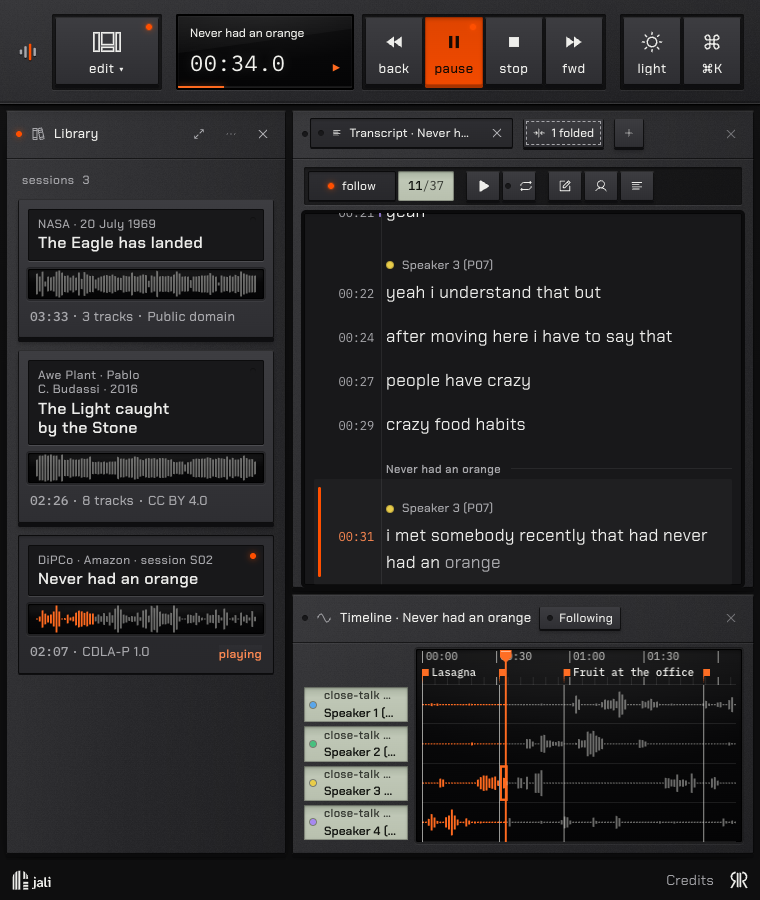 edit ▾
Never had an orange
00:34.0
back
pause
stop
fwd
light
⌘K
Library
sessions 3
NASA · 20 July 1969
The Eagle has landed
03:33 · 3 tracks · Public domain
Awe Plant · Pablo
C. Budassi · 2016
The Light caught
by the Stone
02:26 · 8 tracks · CC BY 4.0
DiPCo · Amazon · session S02
Never had an orange
02:07 · CDLA-P 1.0
playing
Transcript · Never h...
1 folded
follow
11/37
00:21 yeah
Speaker 3 (P07)
00:22 yeah i understand that but
00:24 after moving here i have to say that
00:27 people have crazy
00:29 crazy food habits
Never had an orange
Speaker 3 (P07)
00:31 i met somebody recently that had never
had an orange
Timeline · Never had an orange
Following
00:00 :30 01:00 01:30
Lasagna Fruit at the office
close-talk ...
Speaker 1 (...
close-talk ...
Speaker 2 (...
close-talk ...
Speaker 3 ...
close-talk ...
Speaker 4 (...
jali
Credits